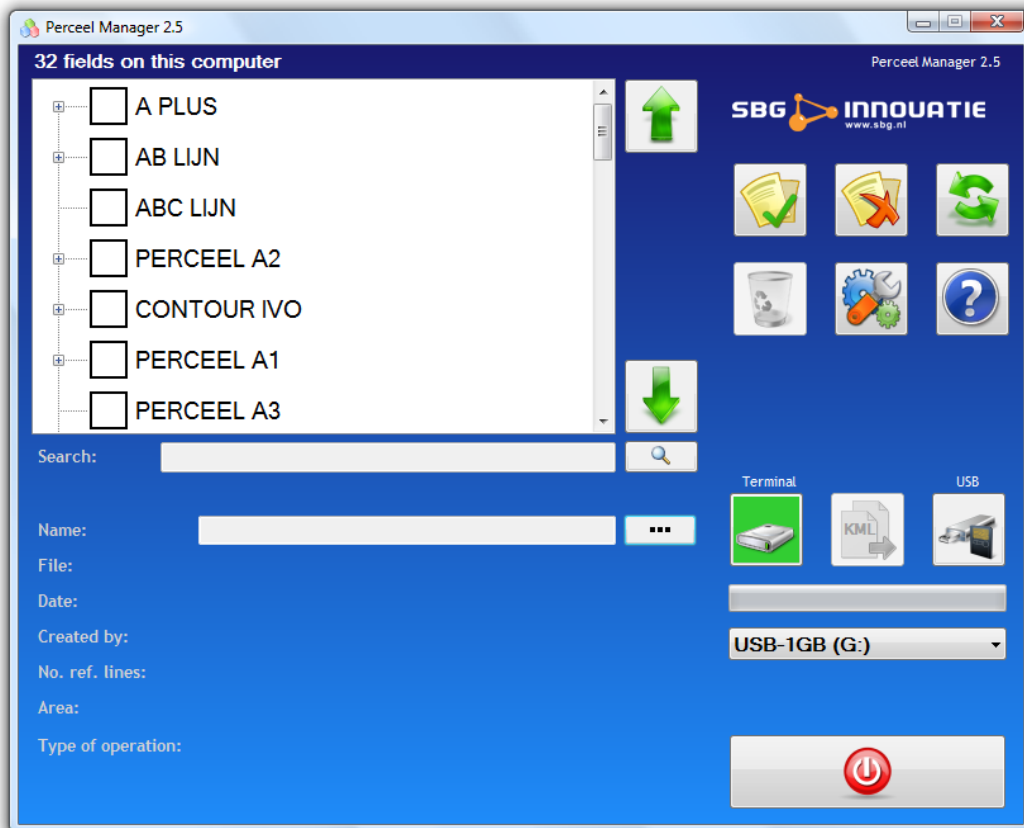 Perceel Manager 2.5
32 fields on this computer
Perceel Manager 2.5
A PLUS
AB LIJN
ABC LIJN
PERCEEL A2
CONTOUR IVO
PERCEEL A1
PERCEEL A3
SBG INNOVATIE
www.sbg.nl
Search:
Terminal
USB
KML
Name:
...
File:
Date:
Created by:
No. ref. lines:
Area:
Type of operation:
USB-1GB (G:)